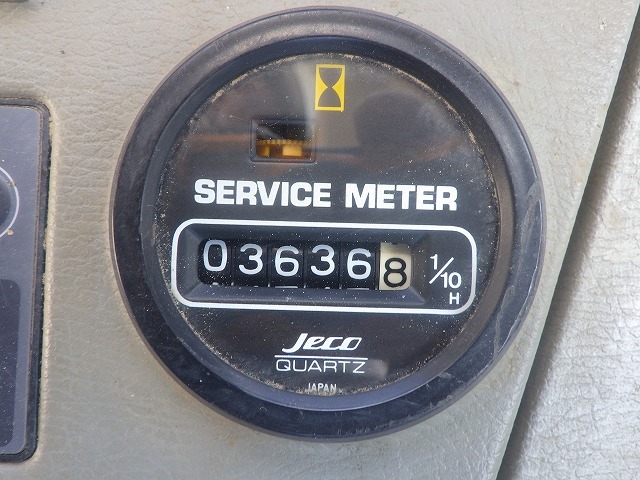 SERVICE METER
036368 1/10 H
Jeco
QUARTZ
JAPAN